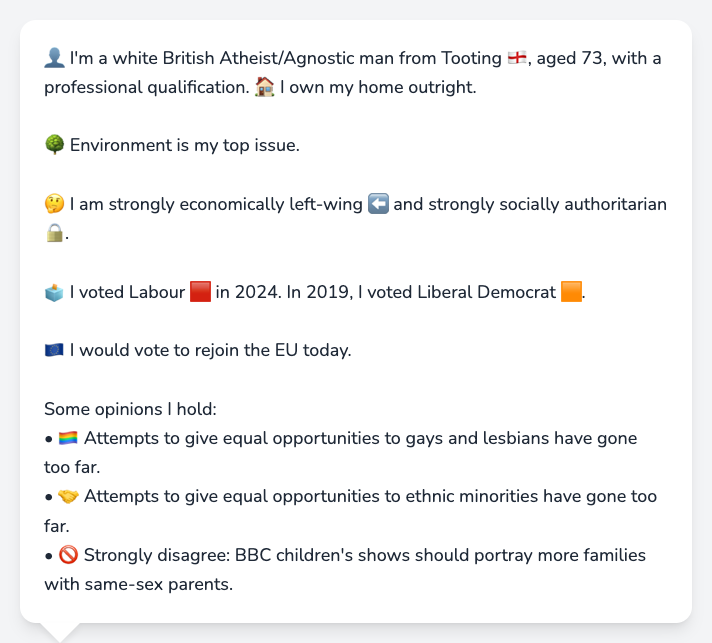 👤 I'm a white British Atheist/Agnostic man from Tooting 🏴󠁧󠁢󠁥󠁮󠁧󠁿, aged 73, with a
professional qualification. 🏠 I own my home outright.
🌳 Environment is my top issue.
🤔 I am strongly economically left-wing ⬅️ and strongly socially authoritarian
🔒.
🗳️ I voted Labour 🟥 in 2024. In 2019, I voted Liberal Democrat 🟧.
🇪🇺 I would vote to rejoin the EU today.
Some opinions I hold:
• 🏳️‍🌈 Attempts to give equal opportunities to gays and lesbians have gone
too far.
• 🤝 Attempts to give equal opportunities to ethnic minorities have gone too
far.
• 🚫 Strongly disagree: BBC children's shows should portray more families
with same-sex parents.